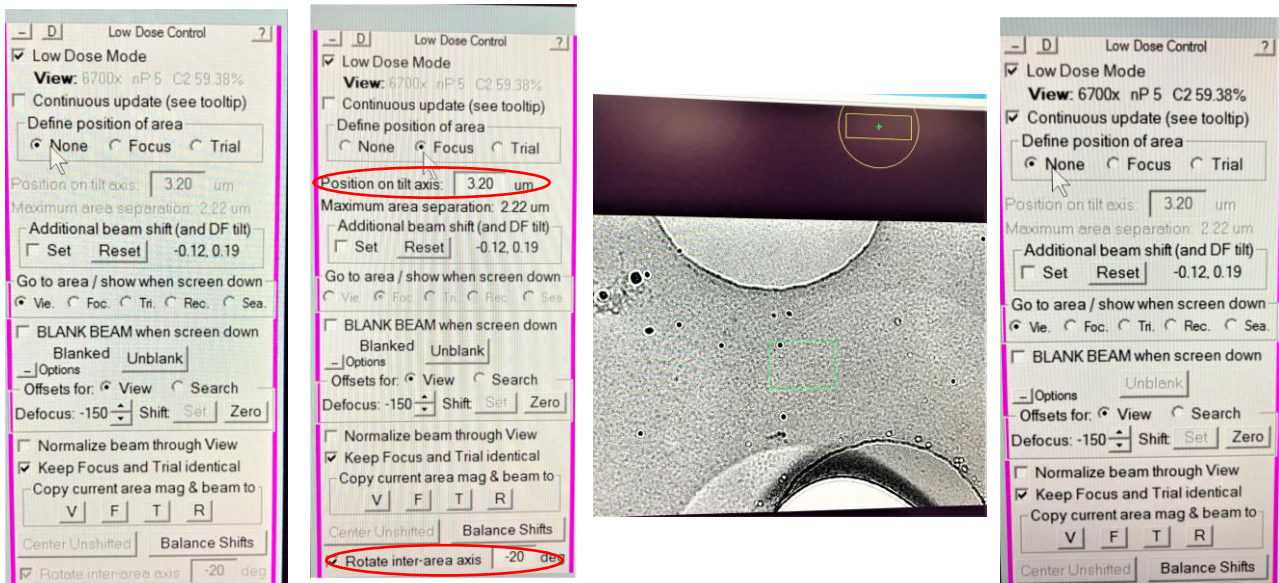 – D Low Dose Control ?
Low Dose Mode
View: 6700x nP 5 C2 59.38%
Continuous update (see tooltip)
Define position of area
None Focus Trial
Position on tilt axis: 3.20 um
Maximum area separation: 2.22 um
Additional beam shift (and DF tilt)
Set Reset -0.12, 0.19
Go to area / show when screen down
Vie. Foc. Tri. Rec. Sea.
BLANK BEAM when screen down
Blanked Unblank
Options
Offsets for: View Search
Defocus: -150 Shift: Set Zero
Normalize beam through View
Keep Focus and Trial identical
Copy current area mag & beam to
V F T R
Center Unshifted Balance Shifts
Rotate inter-area axis -20 deg
– D Low Dose Control ?
Low Dose Mode
View: 6700x nP 5 C2 59.38%
Continuous update (see tooltip)
Define position of area
None Focus Trial
Position on tilt axis: 3.20 um
Maximum area separation: 2.22 um
Additional beam shift (and DF tilt)
Set Reset -0.12, 0.19
Go to area / show when screen down
Vie. Foc. Tri. Rec. Sea.
BLANK BEAM when screen down
Blanked Unblank
Options
Offsets for: View Search
Defocus: -150 Shift: Set Zero
Normalize beam through View
Keep Focus and Trial identical
Copy current area mag & beam to
V F T R
Center Unshifted Balance Shifts
Rotate inter-area axis -20 deg
– D Low Dose Control ?
Low Dose Mode
View: 6700x nP 5 C2 59.38%
Continuous update (see tooltip)
Define position of area
None Focus Trial
Position on tilt axis: 3.20 um
Maximum area separation: 2.22 um
Additional beam shift (and DF tilt)
Set Reset -0.12, 0.19
Go to area / show when screen down
Vie. Foc. Tri. Rec. Sea.
BLANK BEAM when screen down
Unblank
Options
Offsets for: View Search
Defocus: -150 Shift: Set Zero
Normalize beam through View
Keep Focus and Trial identical
Copy current area mag & beam to
V F T R
Center Unshifted Balance Shifts